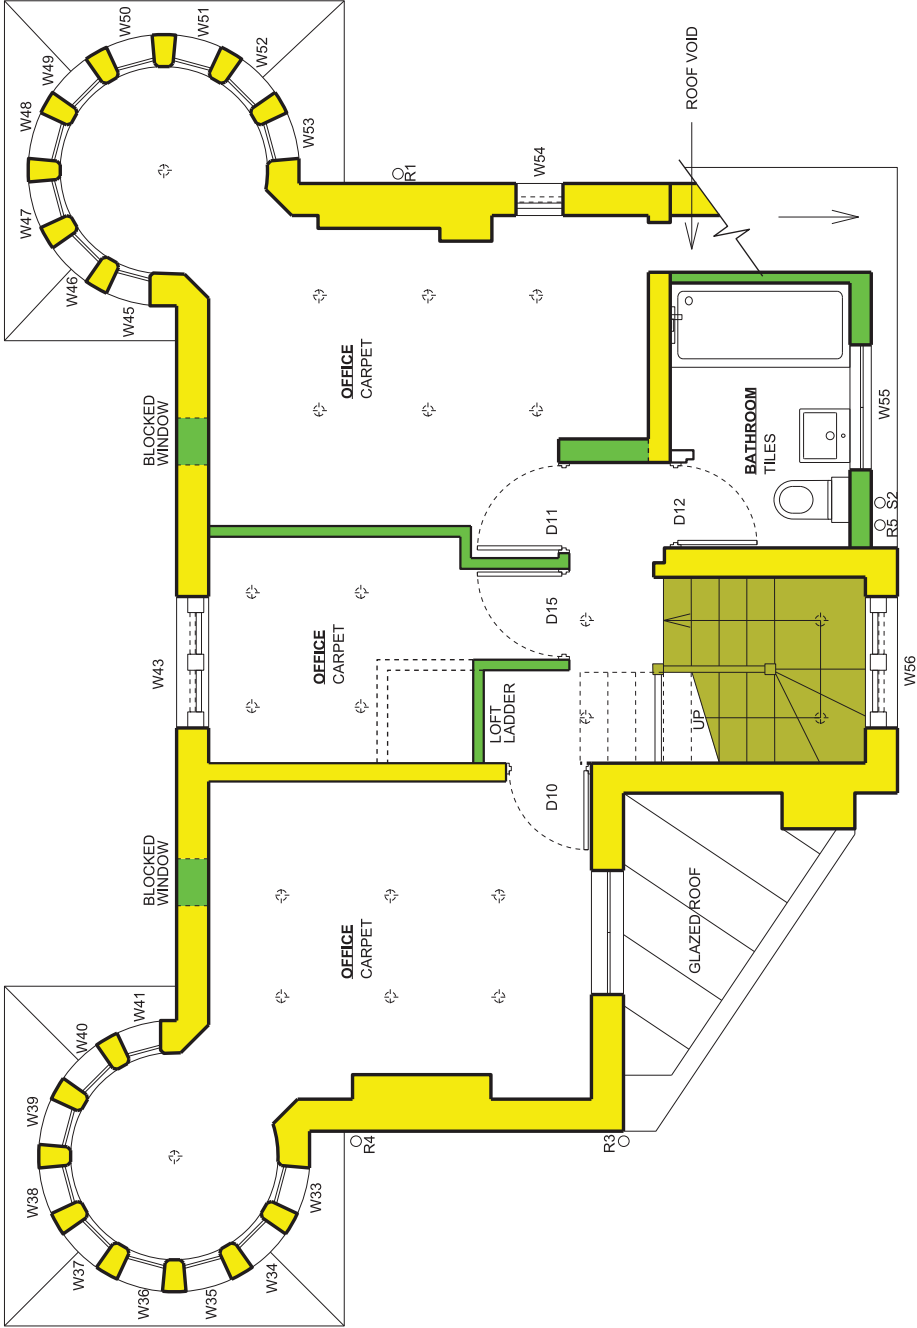 W33
W34
W35
W36
W37
W38
W39
W40
W41
BLOCKED
WINDOW
W43
BLOCKED
WINDOW
W45
W46
W47
W48
W49
W50
W51
W52
W53
R4
R3
OFFICE
CARPET
OFFICE
CARPET
OFFICE
CARPET
R1
W54
ROOF VOID
GLAZED ROOF
D10
LOFT
LADDER
D15
D11
D12
UP
BATHROOM
TILES
W55
R5
S2
W56